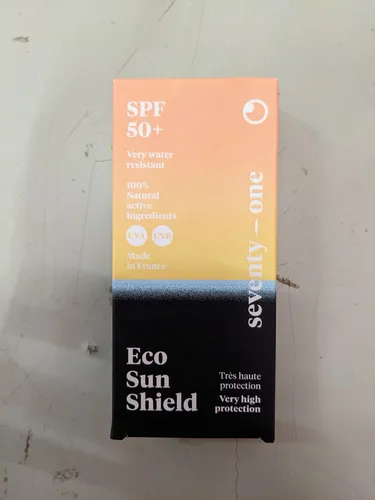 SPF
50+
Very water
resistant
100%
Natural
active
ingredients
UVA UVB
Made
in France
seventy — one
Eco
Sun
Shield
Très haute
protection
Very high
protection